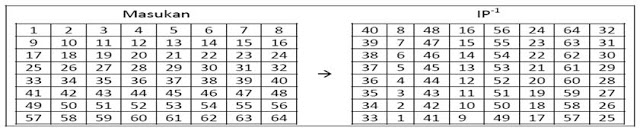 Masukan IP⁻¹
1 2 3 4 5 6 7 8 40 8 48 16 56 24 64 32
9 10 11 12 13 14 15 16 39 7 47 15 55 23 63 31
17 18 19 20 21 22 23 24 38 6 46 14 54 22 62 30
25 26 27 28 29 30 31 32 → 37 5 45 13 53 21 61 29
33 34 35 36 37 38 39 40 36 4 44 12 52 20 60 28
41 42 43 44 45 46 47 48 35 3 43 11 51 19 59 27
49 50 51 52 53 54 55 56 34 2 42 10 50 18 58 26
57 58 59 60 61 62 63 64 33 1 41 9 49 17 57 25